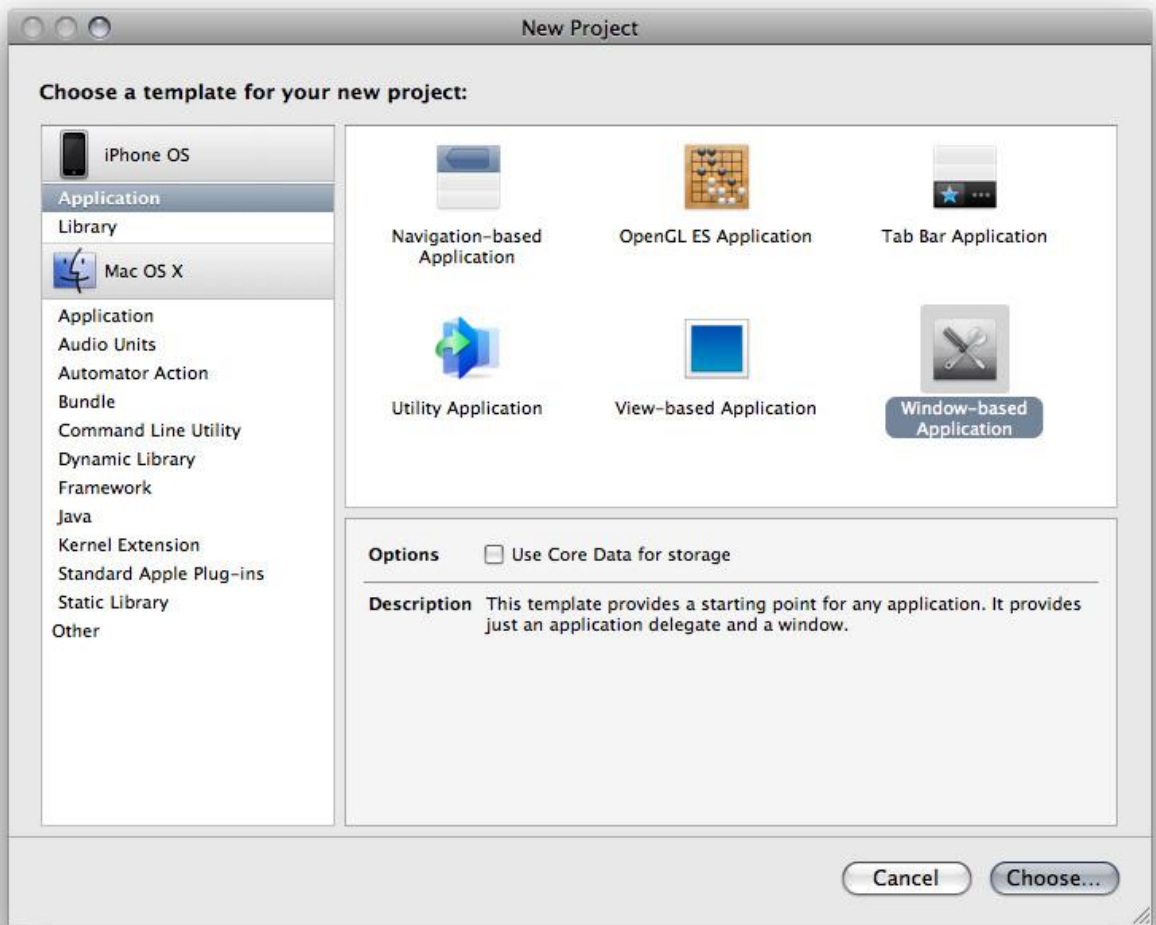 New Project
Choose a template for your new project:
iPhone OS
Application
Library
Mac OS X
Application
Audio Units
Automator Action
Bundle
Command Line Utility
Dynamic Library
Framework
Java
Kernel Extension
Standard Apple Plug-ins
Static Library
Other
Navigation-based
Application
OpenGL ES Application
Tab Bar Application
Utility Application
View-based Application
Window-based
Application
Options Use Core Data for storage
Description This template provides a starting point for any application. It provides
just an application delegate and a window.
Cancel
Choose...